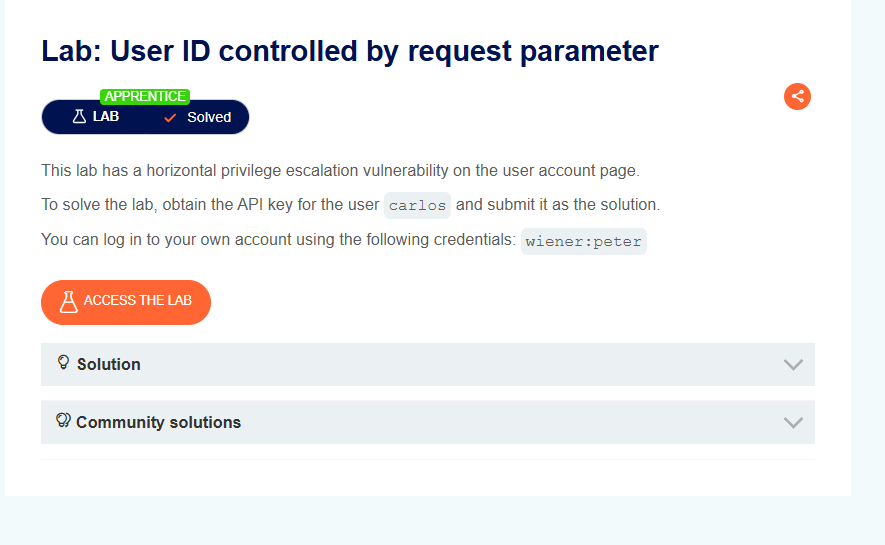 Lab: User ID controlled by request parameter
APPRENTICE
LAB Solved
This lab has a horizontal privilege escalation vulnerability on the user account page.
To solve the lab, obtain the API key for the user carlos and submit it as the solution.
You can log in to your own account using the following credentials: wiener:peter
ACCESS THE LAB
Solution
Community solutions